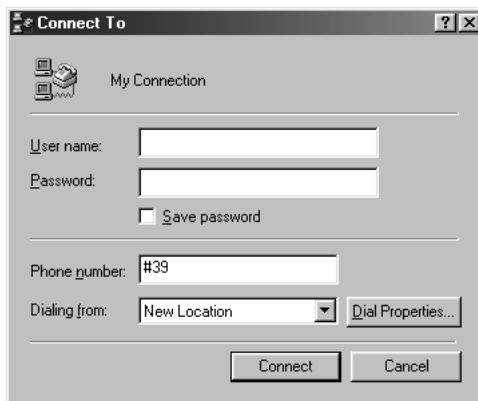 Connect To
My Connection
User name:
Password:
Save password
Phone number: #39
Dialing from: New Location Dial Properties...
Connect Cancel